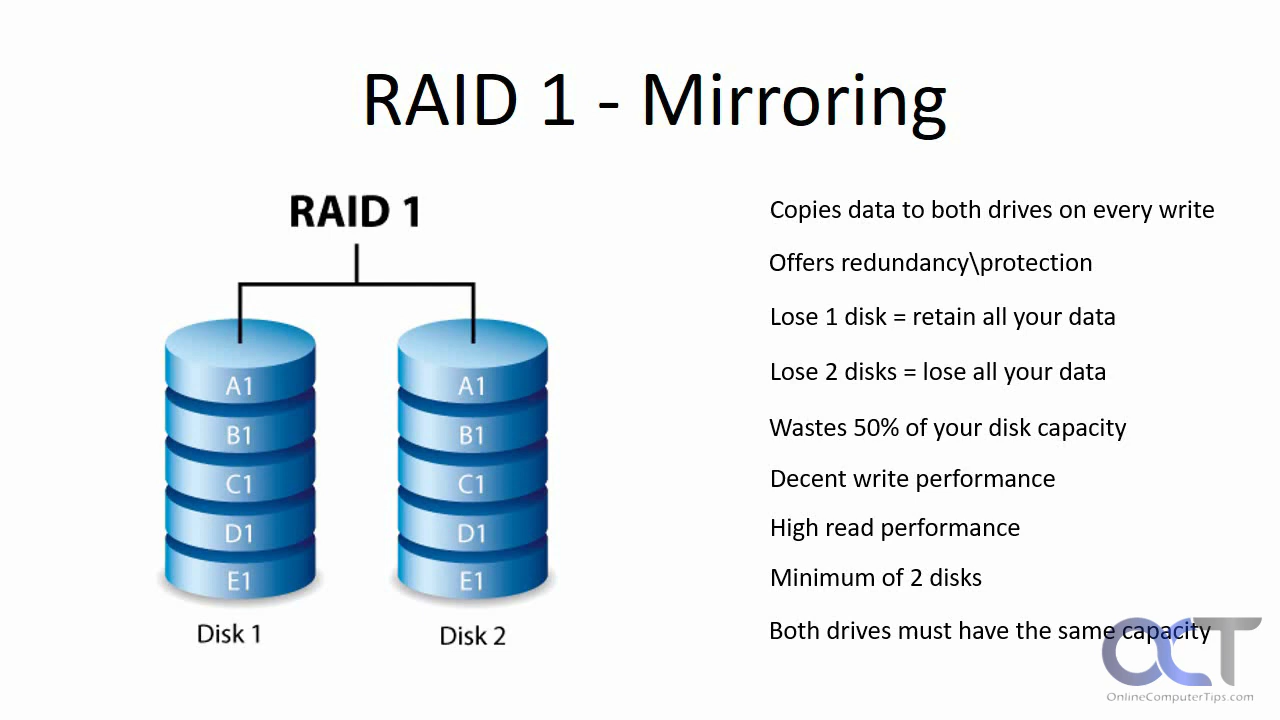 RAID 1 - Mirroring
RAID 1
A1
B1
C1
D1
E1
Disk 1
A1
B1
C1
D1
E1
Disk 2
Copies data to both drives on every write
Offers redundancy\protection
Lose 1 disk = retain all your data
Lose 2 disks = lose all your data
Wastes 50% of your disk capacity
Decent write performance
High read performance
Minimum of 2 disks
Both drives must have the same capacity
OCT
OnlineComputerTips.com